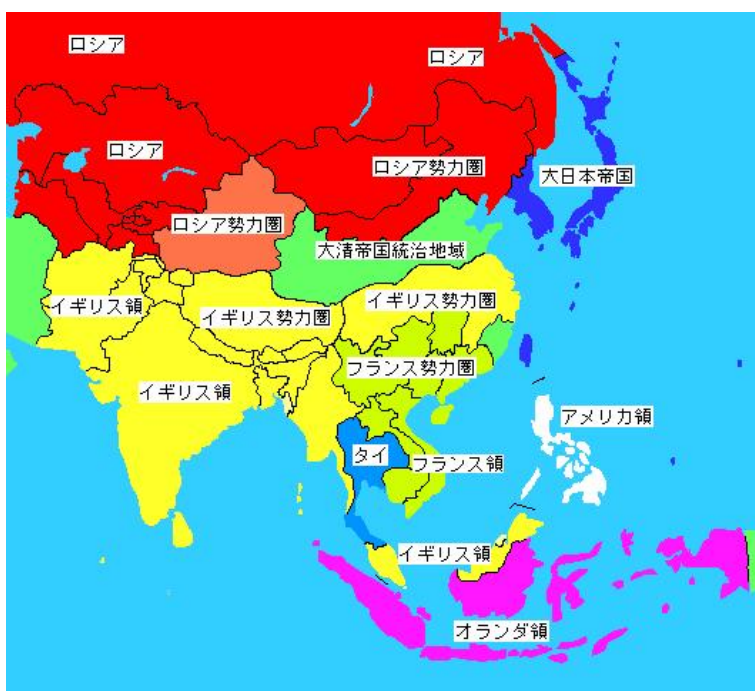 ロシア
ロシア
ロシア
ロシア勢力圏
大日本帝国
ロシア勢力圏
大清帝国統治地域
イギリス領
イギリス勢力圏
イギリス勢力圏
フランス勢力圏
イギリス領
アメリカ領
タイ
フランス領
イギリス領
オランダ領